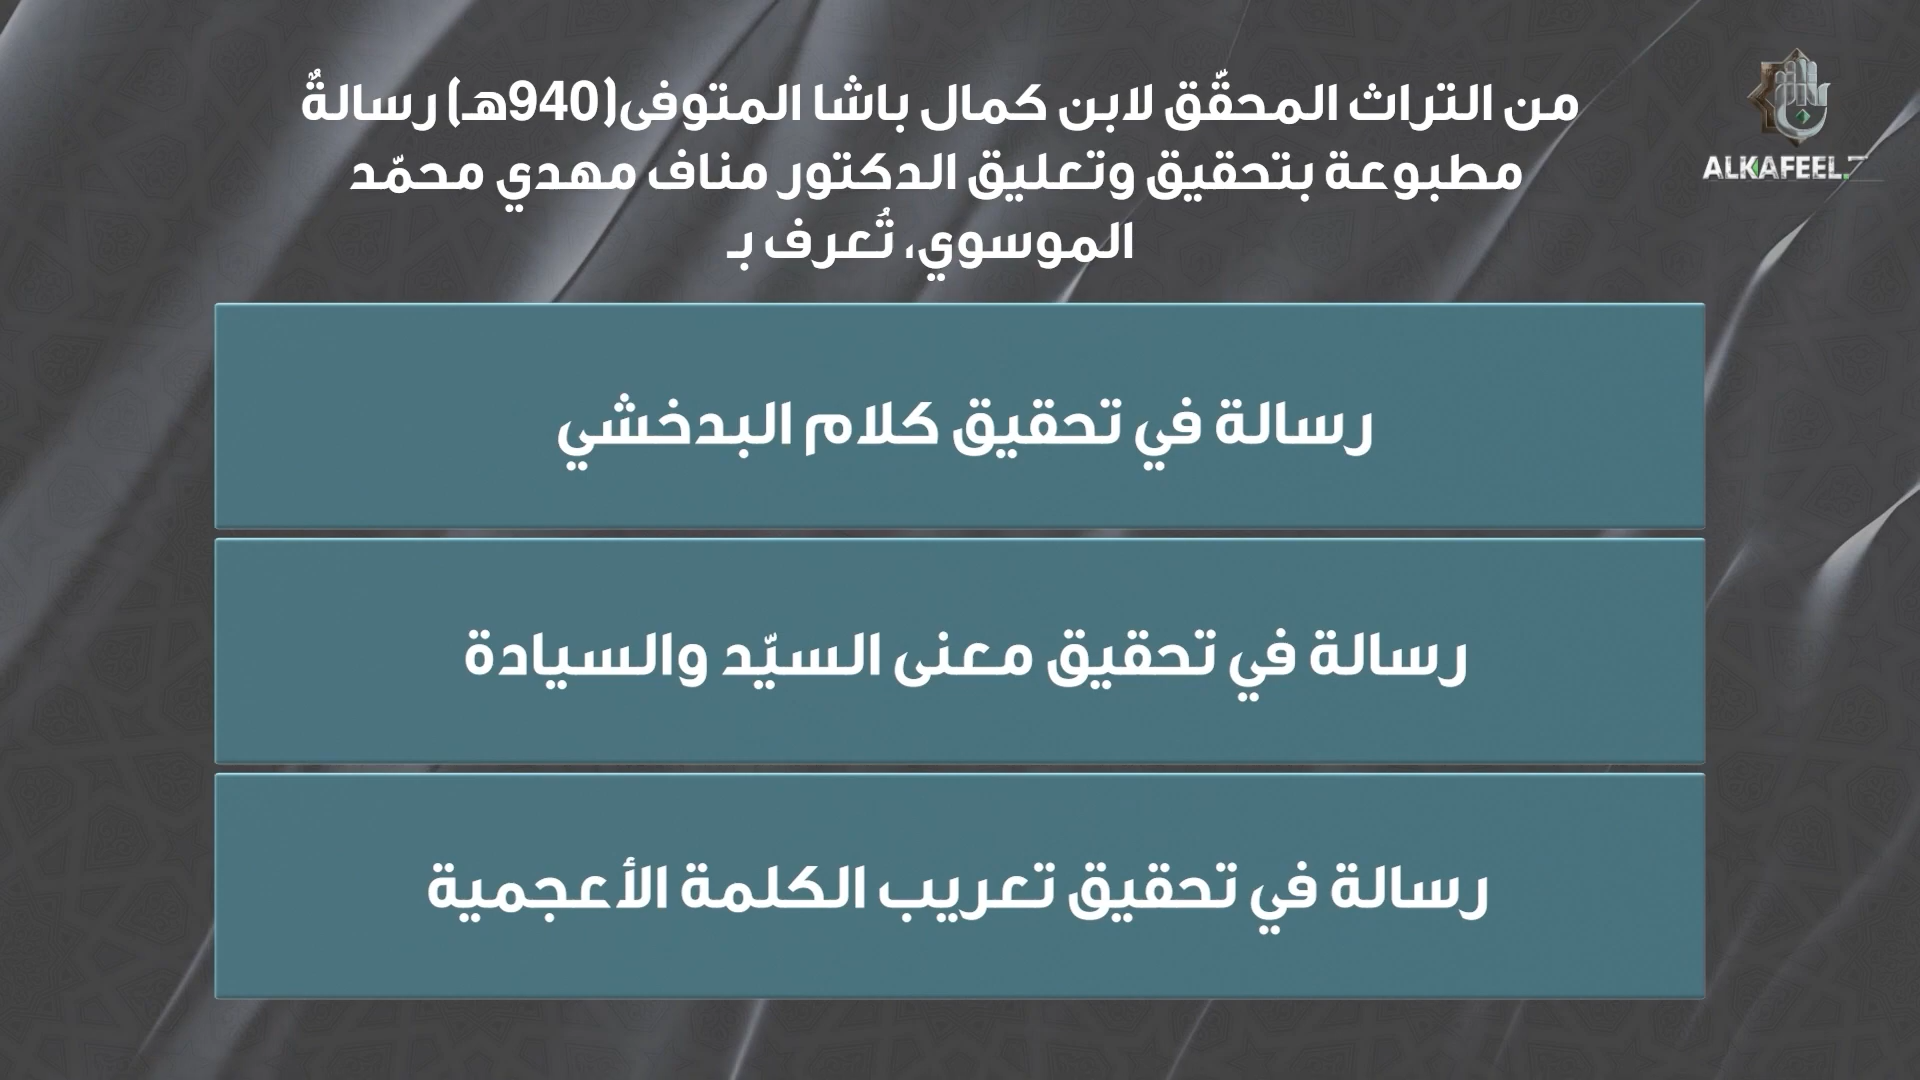 من التراث المحقّق لابن كمال باشا المتوفى(940هـ) رسالةٌ
مطبوعة بتحقيق وتعليق الدكتور مناف مهدي محمّد
الموسوي، تُعرف بـ
ALKAFEEL
رسالة في تحقيق كلام البدخشي
رسالة في تحقيق معنى السيّد والسيادة
رسالة في تحقيق تعريب الكلمة الأعجمية